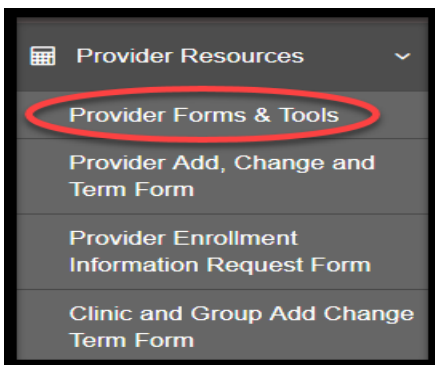 Provider Resources
Provider Forms & Tools
Provider Add, Change and
Term Form
Provider Enrollment
Information Request Form
Clinic and Group Add Change
Term Form